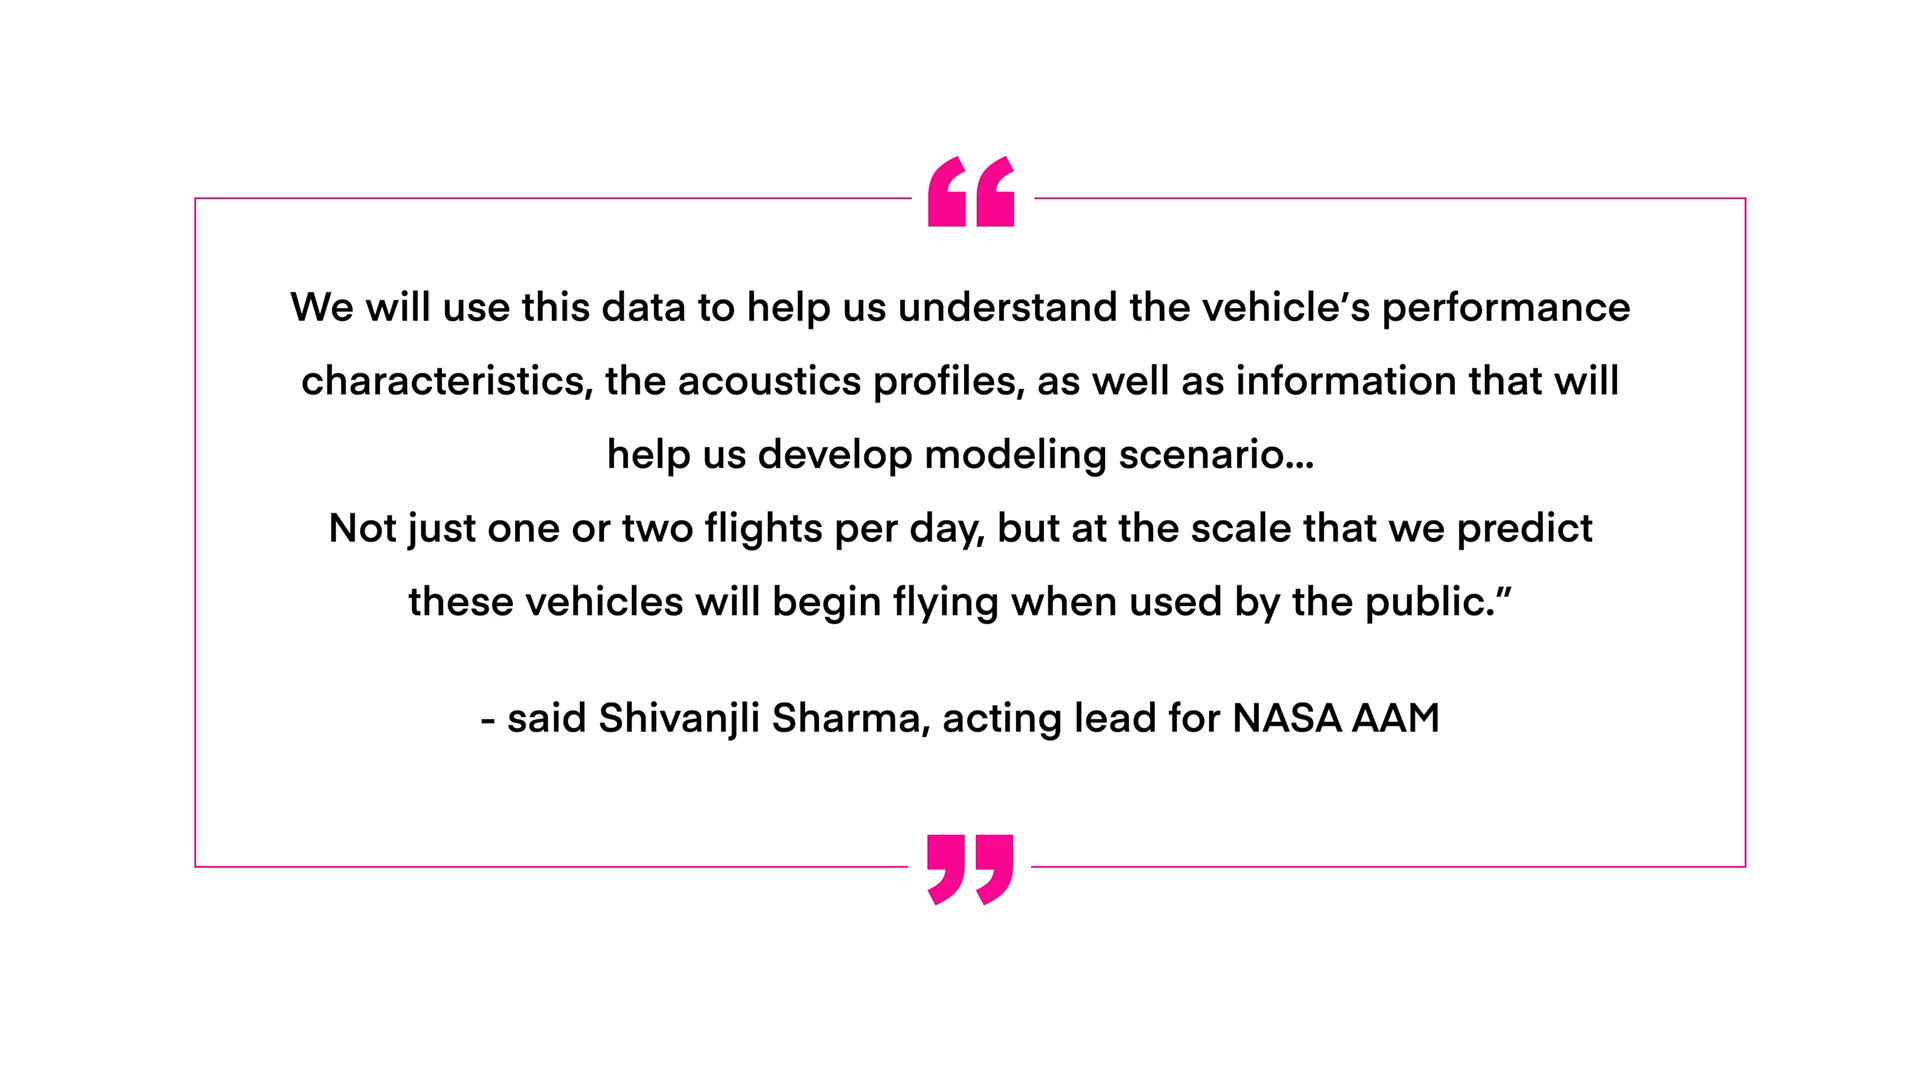 “
We will use this data to help us understand the vehicle’s performance
characteristics, the acoustics profiles, as well as information that will
help us develop modeling scenario...
Not just one or two flights per day, but at the scale that we predict
these vehicles will begin flying when used by the public.”
- said Shivanjli Sharma, acting lead for NASA AAM
”